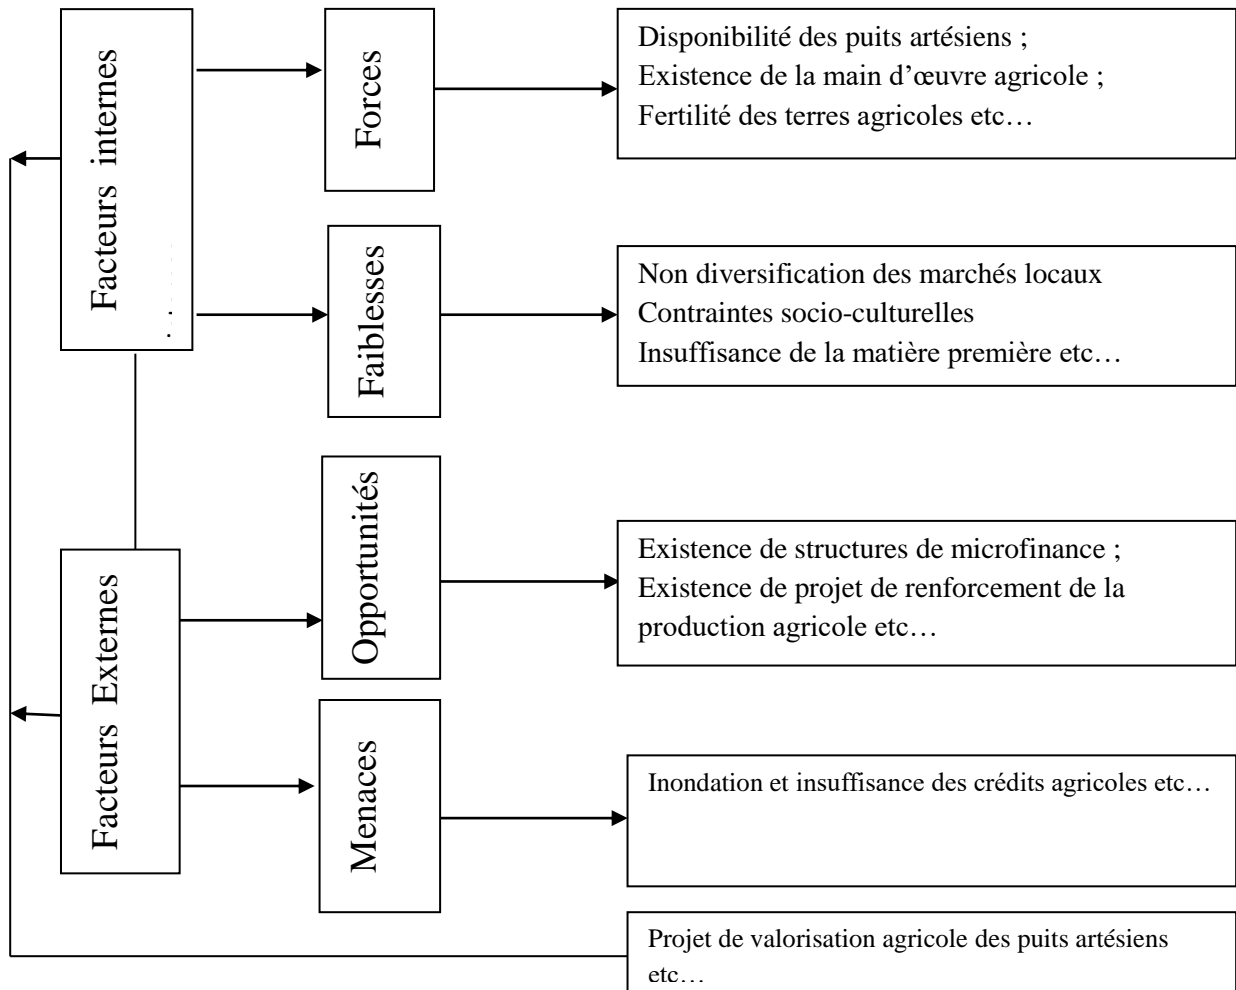 Facteurs internes
Forces
Disponibilité des puits artésiens ;
Existence de la main d’œuvre agricole ;
Fertilité des terres agricoles etc…
Faiblesses
Non diversification des marchés locaux
Contraintes socio-culturelles
Insuffisance de la matière première etc…
Facteurs Externes
Opportunités
Existence de structures de microfinance ;
Existence de projet de renforcement de la
production agricole etc…
Menaces
Inondation et insuffisance des crédits agricoles etc…
Projet de valorisation agricole des puits artésiens
etc…